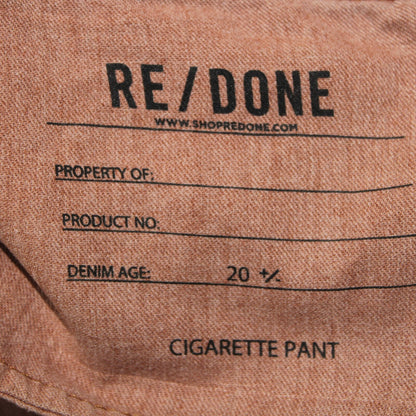 RE/DONE
WWW.SHOPREDONE.COM
PROPERTY OF:
PRODUCT NO:
DENIM AGE: 20 +/-
CIGARETTE PANT